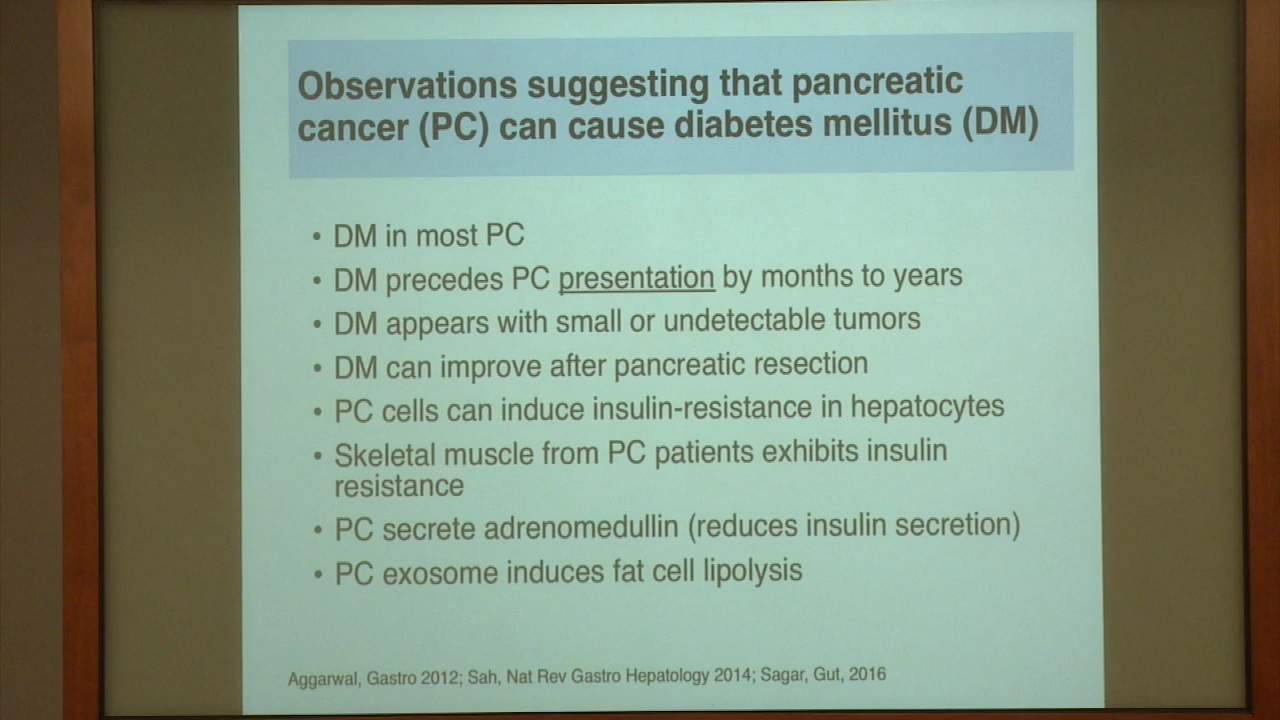 Observations suggesting that pancreatic
cancer (PC) can cause diabetes mellitus (DM)
• DM in most PC
• DM precedes PC presentation by months to years
• DM appears with small or undetectable tumors
• DM can improve after pancreatic resection
• PC cells can induce insulin-resistance in hepatocytes
• Skeletal muscle from PC patients exhibits insulin
resistance
• PC secrete adrenomedullin (reduces insulin secretion)
• PC exosome induces fat cell lipolysis
Aggarwal, Gastro 2012; Sah, Nat Rev Gastro Hepatology 2014; Sagar, Gut, 2016